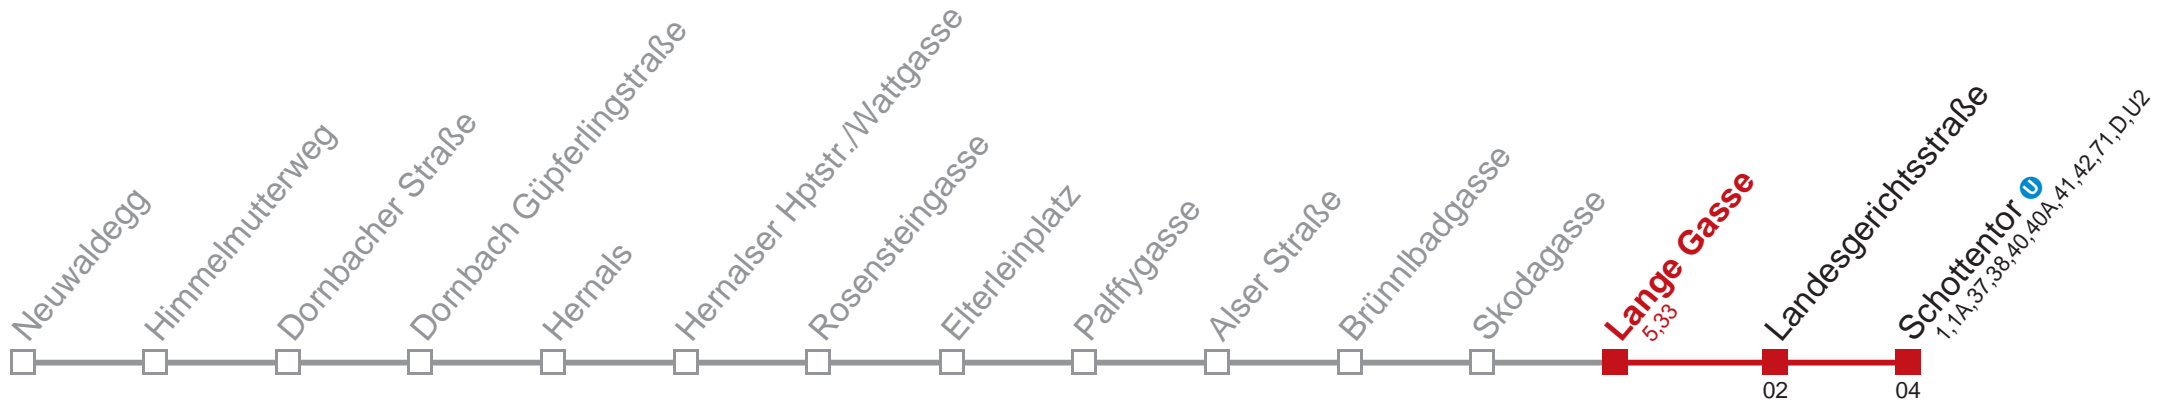 Neuwaldegg
Himmelmutterweg
Dornbacher Straße
Dornbach Güpferlingstraße
Hernals
Hernalser Hptstr./Wattgasse
Rosensteingasse
Elterleinplatz
Palffygasse
Alser Straße
Brünnlbadgasse
Skodagasse
Lange Gasse
5,33
Landesgerichtsstraße
02
Schottentor U
1,1A,37,38,40,40A,41,42,71,D,U2
04